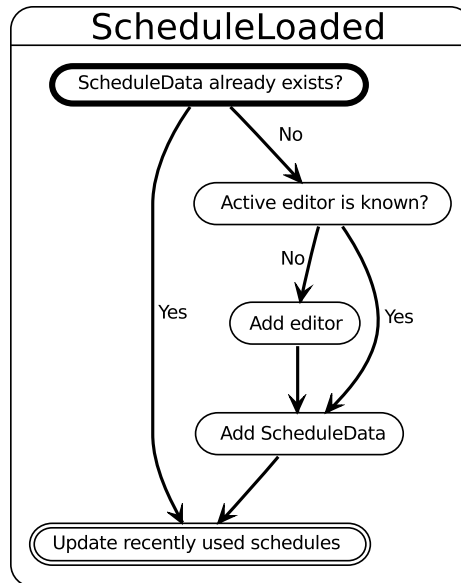 ScheduleLoaded
ScheduleData already exists?
No
Active editor is known?
No
Yes
Yes
Add editor
Add ScheduleData
Update recently used schedules